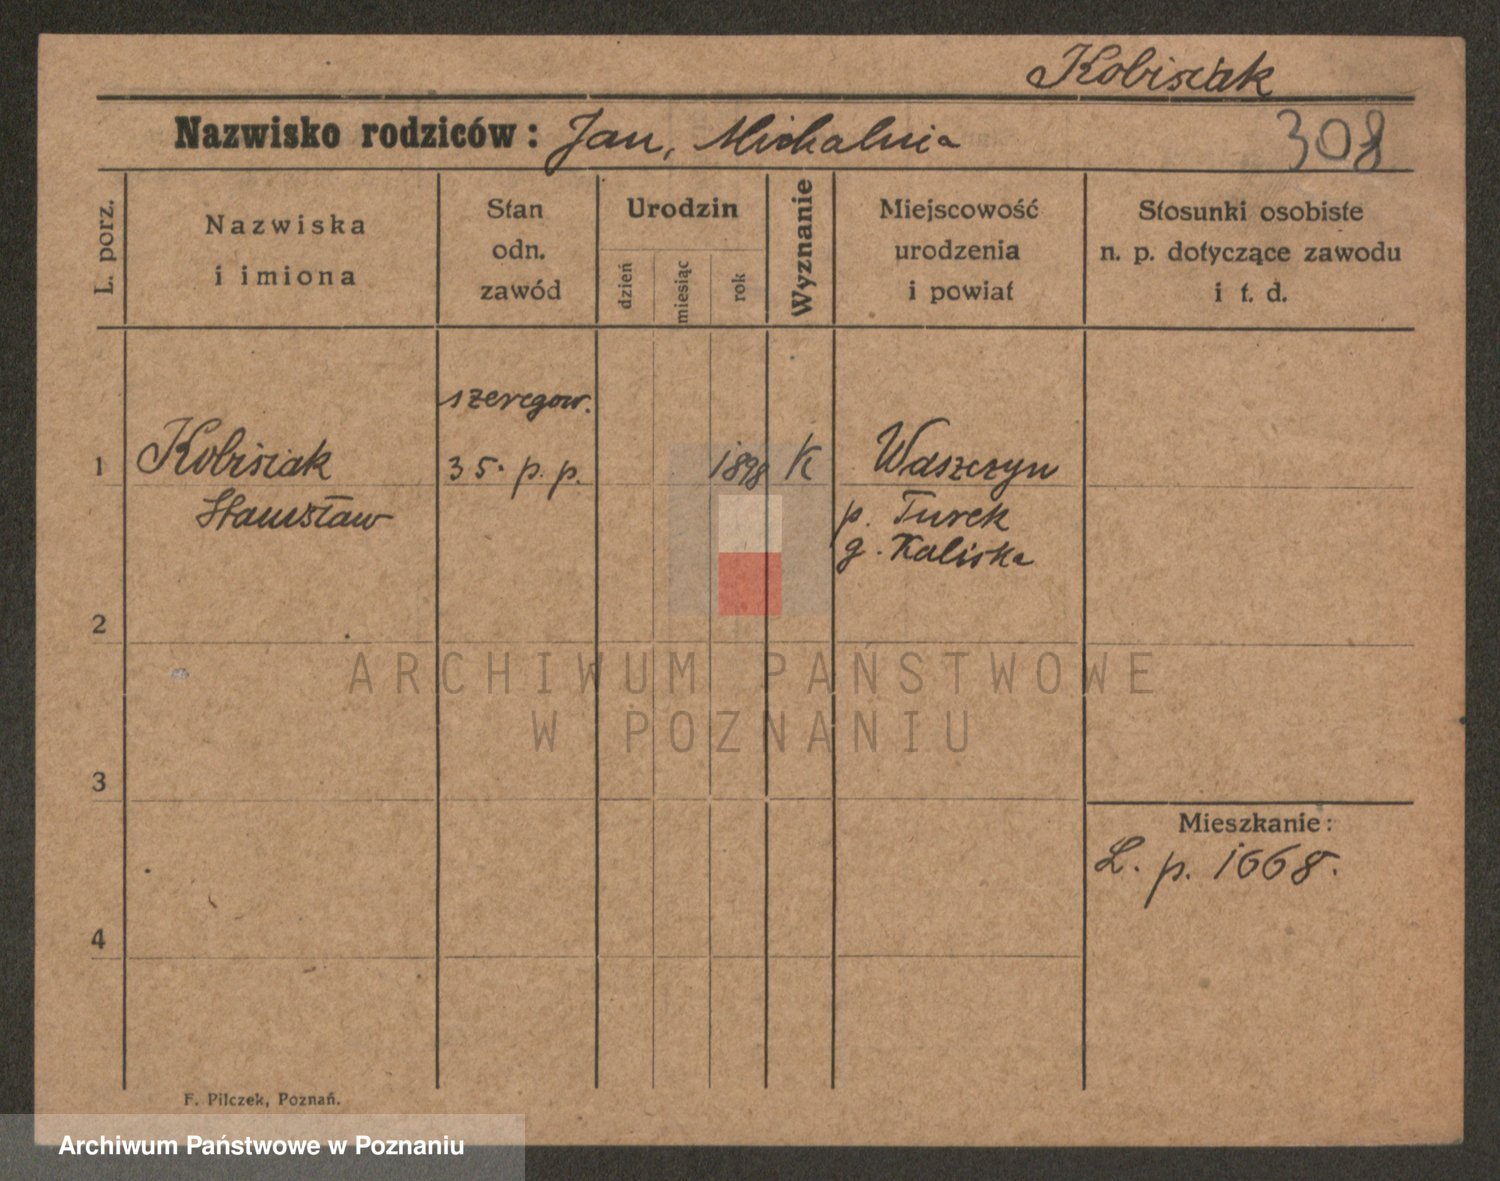 Kobisiak
Nazwisko rodziców: Jan, Michalnia
308
L. porz.
Nazwiska
i imiona
Stan
odn.
zawód
Urodzin
dzień
miesiąc
rok
Wyznanie
Miejscowość
urodzenia
i powiat
Stosunki osobiste
n. p. dotyczące zawodu
i t. d.
szeregow.
1 Kobisiak 35. p. p. 1898 K Waszczyn
Stanisław p. Turek
g. Kaliska
2
ARCHIWUM PAŃSTWOWE
W POZNANIU
3
Mieszkanie:
L. p. 1668.
4
F. Pilczek, Poznań.
Archiwum Państwowe w Poznaniu